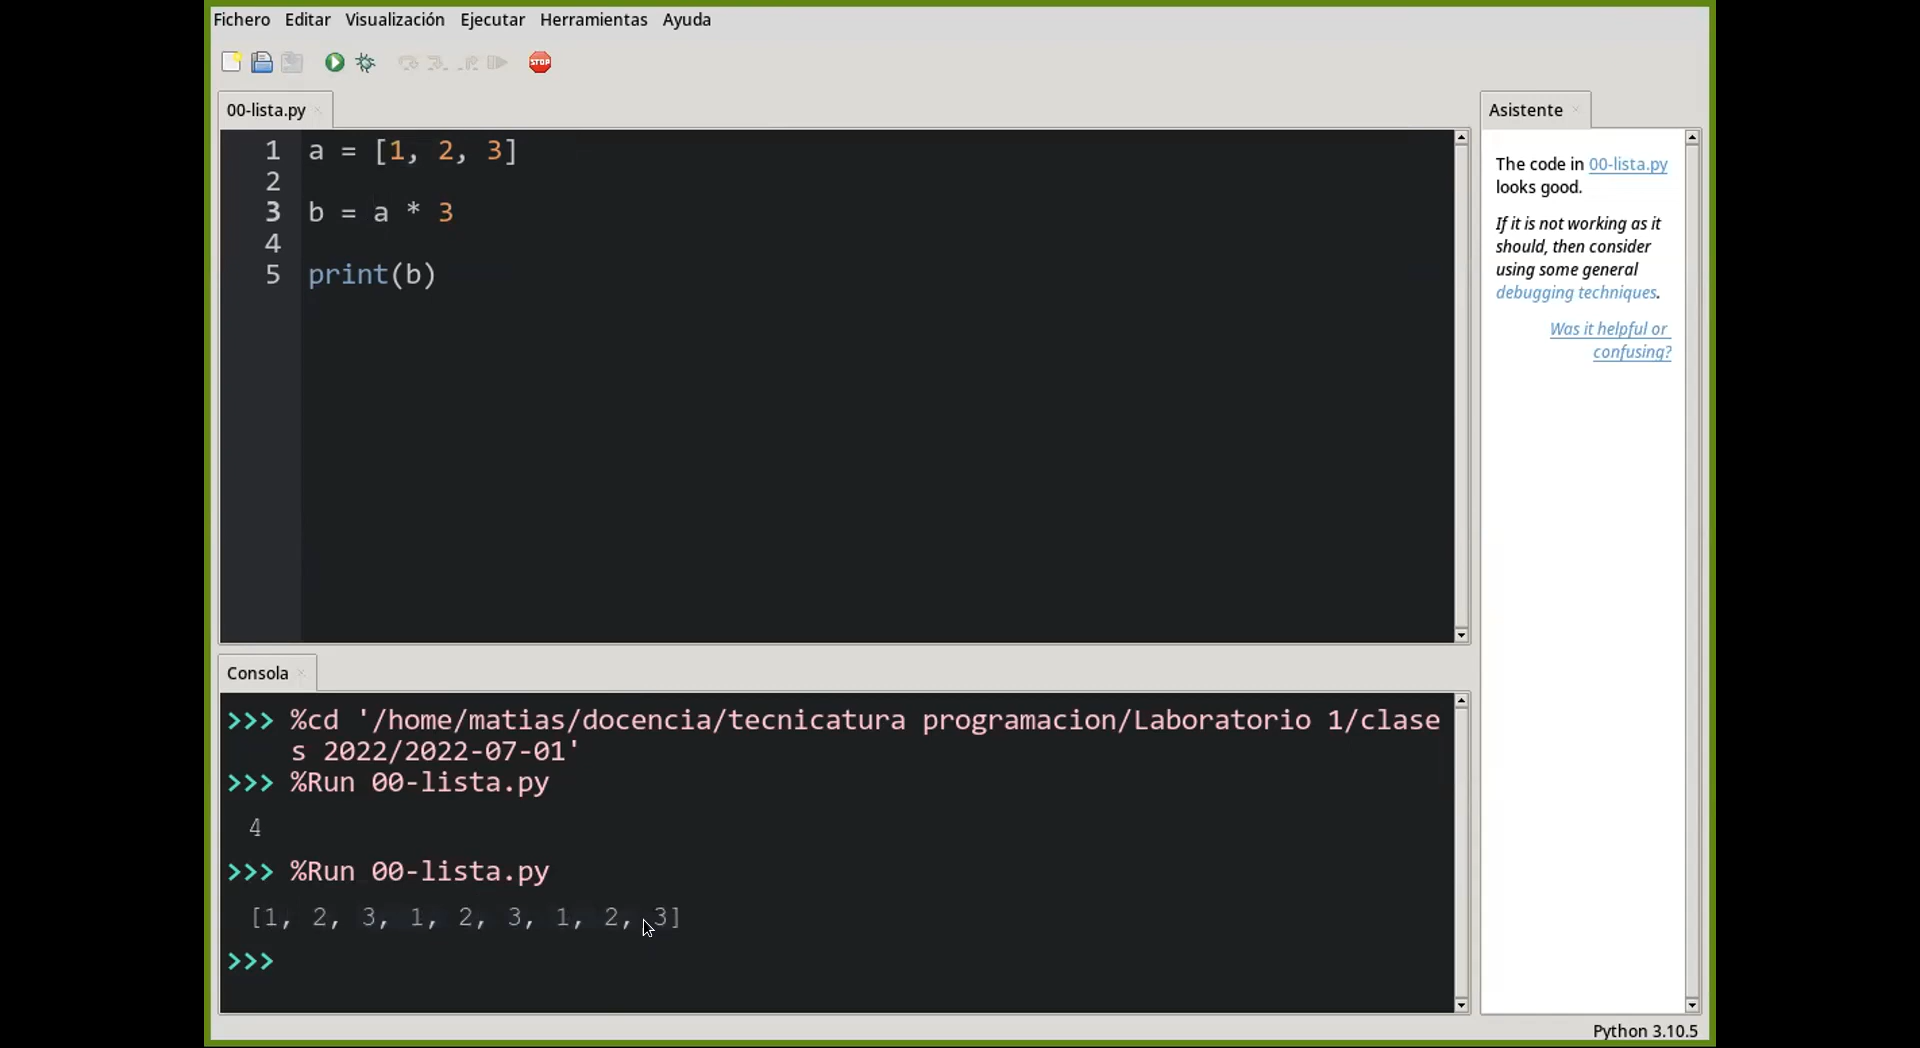 Fichero Editar Visualización Ejecutar Herramientas Ayuda
STOP
00-lista.py
1 a = [1, 2, 3]
2
3 b = a * 3
4
5 print(b)
Asistente
The code in 00-lista.py
looks good.
If it is not working as it
should, then consider
using some general
debugging techniques.
Was it helpful or
confusing?
Consola
>>> %cd '/home/matias/docencia/tecnicatura programacion/Laboratorio 1/clase
s 2022/2022-07-01'
>>> %Run 00-lista.py
4
>>> %Run 00-lista.py
[1, 2, 3, 1, 2, 3, 1, 2, 3]
>>>
Python 3.10.5